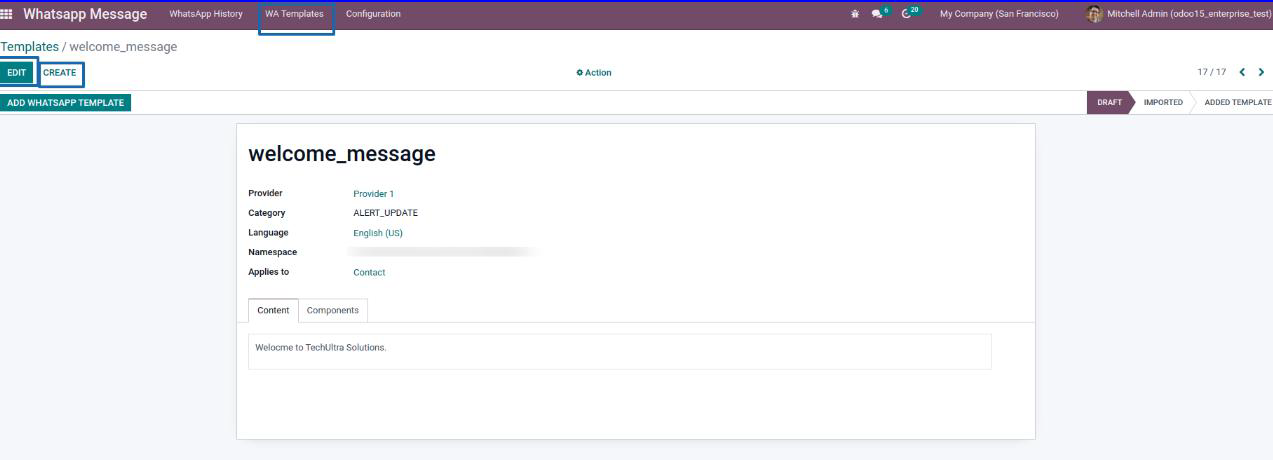 Whatsapp Message WhatsApp History WA Templates Configuration 6 20 My Company (San Francisco) Mitchell Admin (odoo15_enterprise_test)
Templates / welcome_message
EDIT CREATE Action 17 / 17
ADD WHATSAPP TEMPLATE DRAFT IMPORTED ADDED TEMPLATE
welcome_message
Provider Provider 1
Category ALERT_UPDATE
Language English (US)
Namespace
Applies to Contact
Content Components
Welocme to TechUltra Solutions.